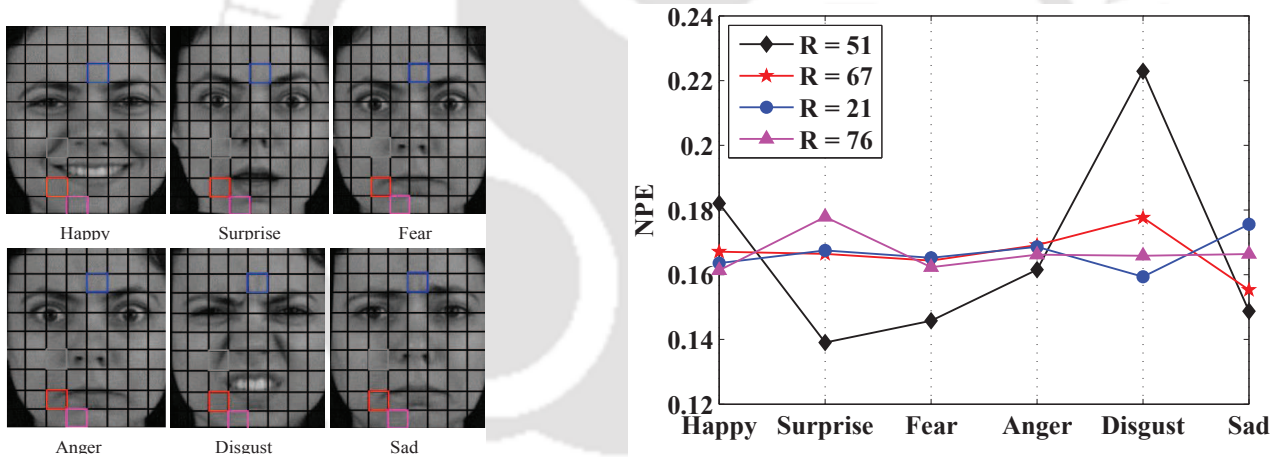 Happy Surprise Fear
Anger Disgust Sad
0.24
0.22
0.2
0.18
0.16
0.14
0.12
NPE
R = 51
R = 67
R = 21
R = 76
Happy Surprise Fear Anger Disgust Sad